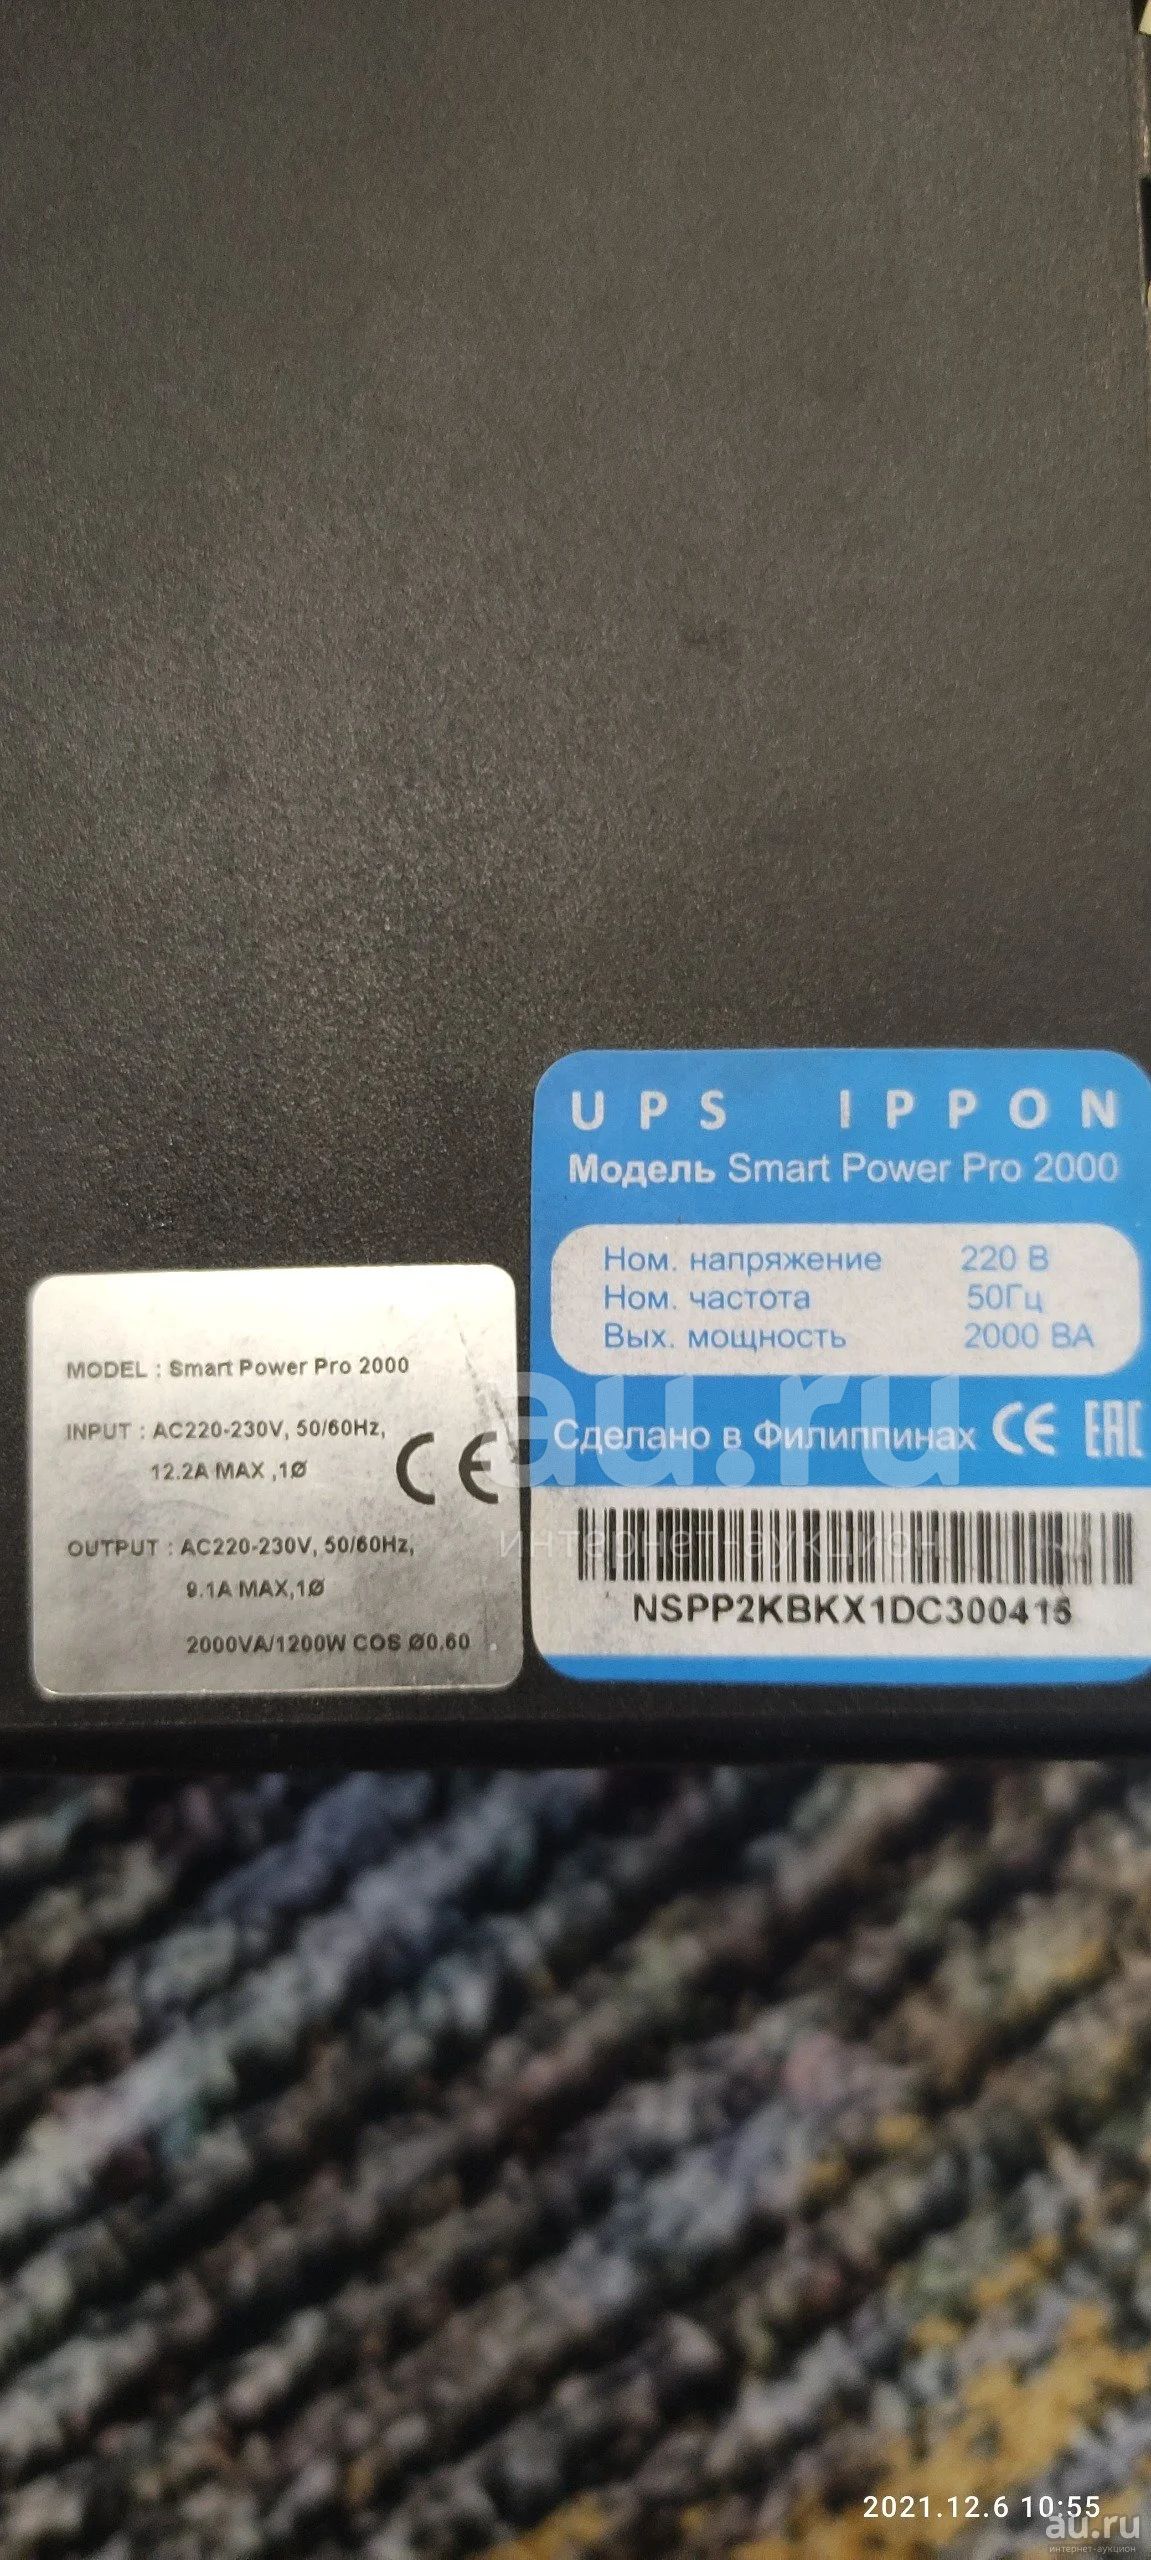 UPS IPPON
Модель Smart Power Pro 2000
Ном. напряжение 220 В
Ном. частота 50Гц
Вых. мощность 2000 ВА
Сделано в Филиппинах CE EAC
NSPP2KBKX1DC300415
MODEL : Smart Power Pro 2000
INPUT : AC220-230V, 50/60Hz,
12.2A MAX ,1Ø
CE
OUTPUT : AC220-230V, 50/60Hz,
9.1A MAX,1Ø
2000VA/1200W COS Ø0.60
au.ru
интернет-аукцион
2021.12.6 10:55
au.ru
интернет-аукцион